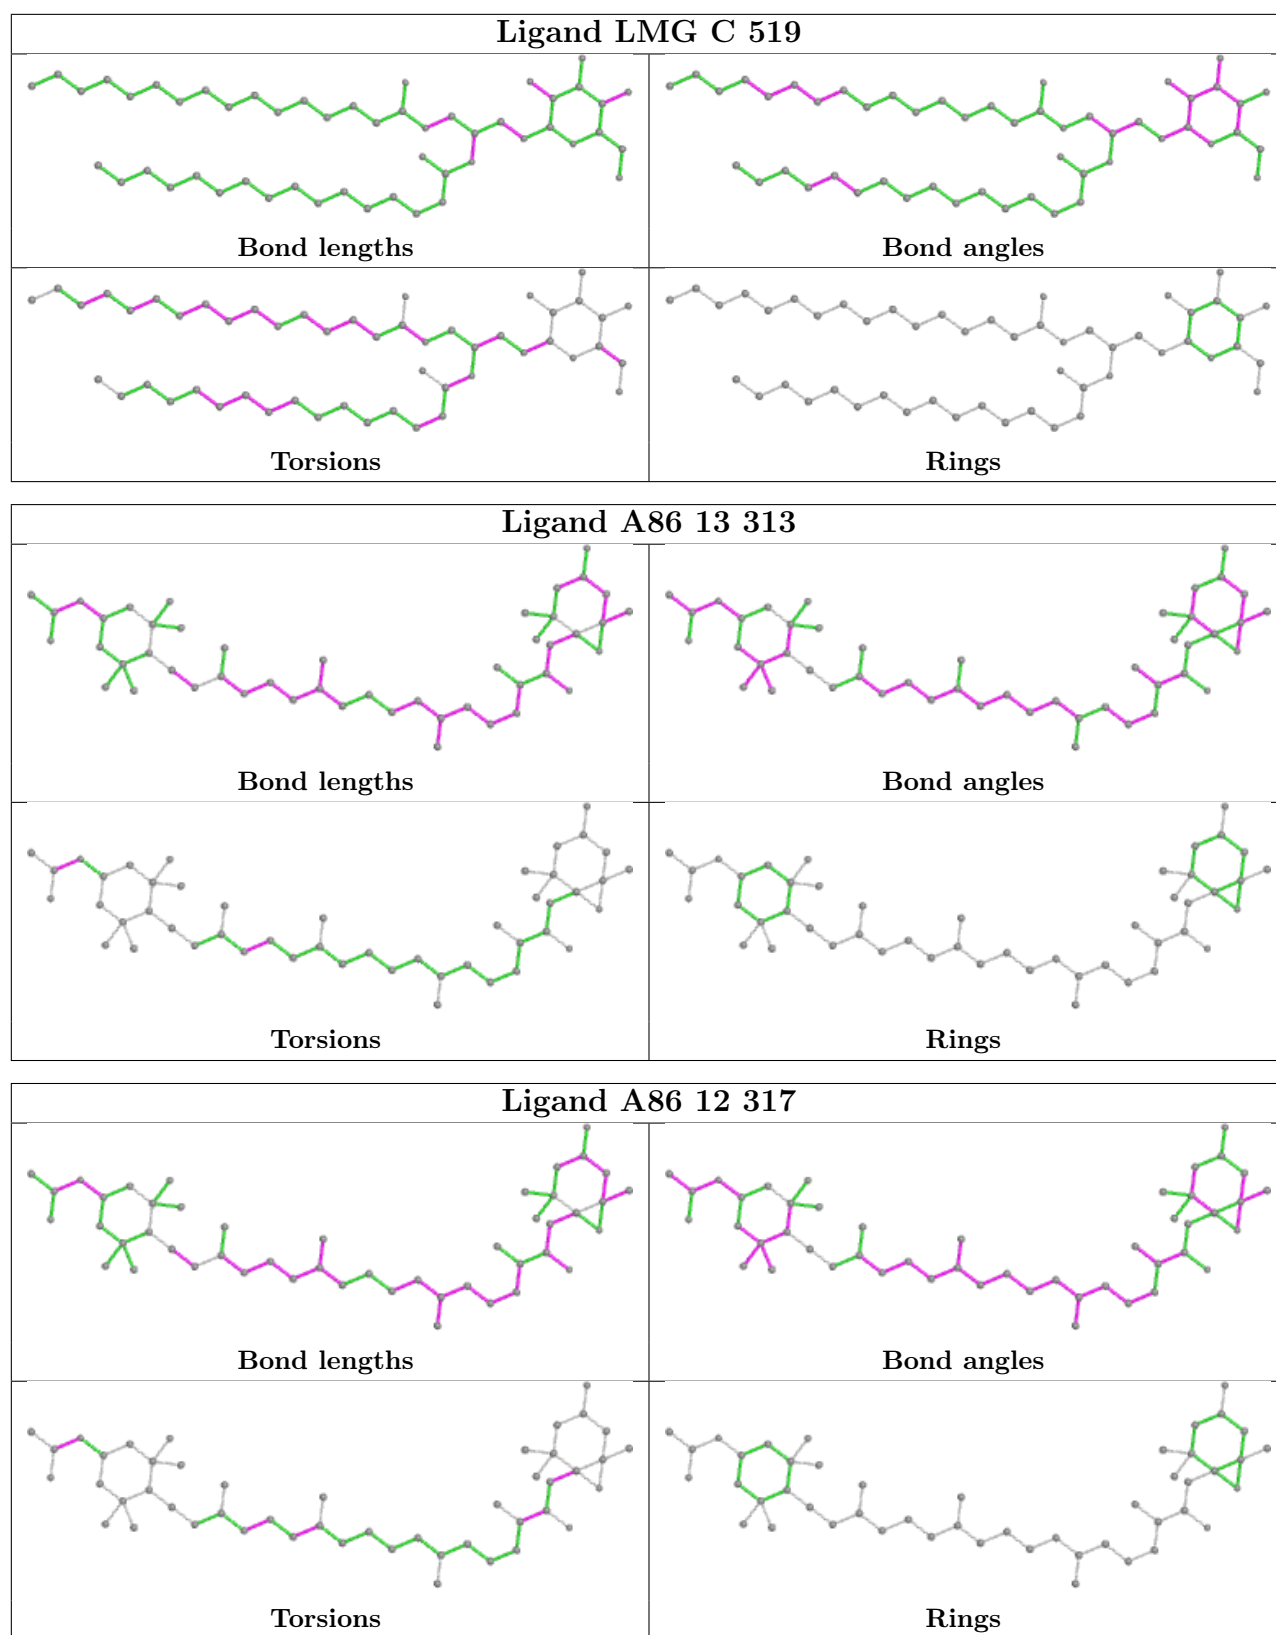 Ligand LMG C 519
Bond lengths
Bond angles
Torsions
Rings
Ligand A86 13 313
Bond lengths
Bond angles
Torsions
Rings
Ligand A86 12 317
Bond lengths
Bond angles
Torsions
Rings